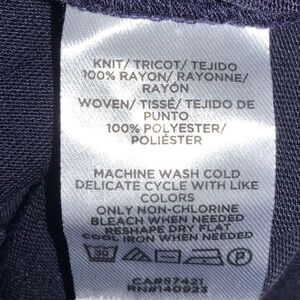 KNIT/ TRICOT/ TEJIDO
100% RAYON/ RAYONNE/
RAYÓN
WOVEN/ TISSÉ/ TEJIDO DE
PUNTO
100% POLYESTER/
POLIÉSTER
MACHINE WASH COLD
DELICATE CYCLE WITH LIKE
COLORS
ONLY NON-CHLORINE
BLEACH WHEN NEEDED
RESHAPE DRY FLAT
COOL IRON WHEN NEEDED
30 P
CA#57421
RN#140923